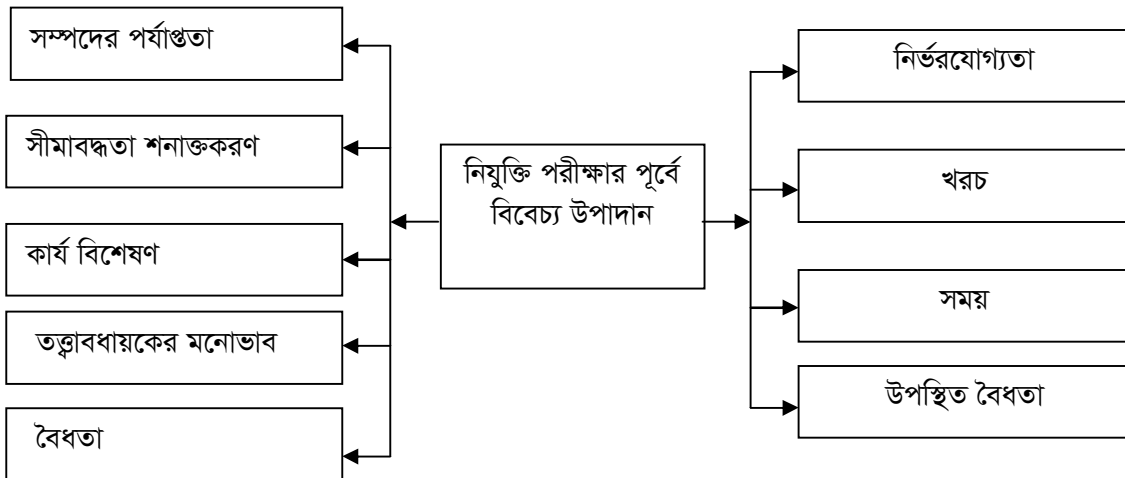 সম্পদের পর্যাপ্ততা
সীমাবদ্ধতা শনাক্তকরণ
কার্য বিশেষণ
তত্ত্বাবধায়কের মনোভাব
বৈধতা
নিযুক্তি পরীক্ষার পূর্বে
বিবেচ্য উপাদান
নির্ভরযোগ্যতা
খরচ
সময়
উপস্থিত বৈধতা